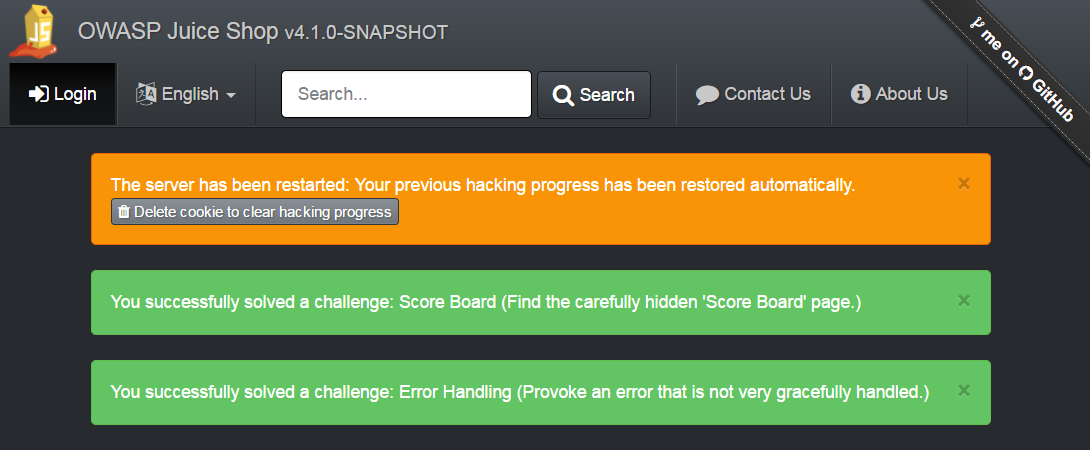 JS
OWASP Juice Shop v4.1.0-SNAPSHOT
me on GitHub
Login
English
Search...
Search
Contact Us
About Us
The server has been restarted: Your previous hacking progress has been restored automatically.
×
Delete cookie to clear hacking progress
You successfully solved a challenge: Score Board (Find the carefully hidden 'Score Board' page.)
×
You successfully solved a challenge: Error Handling (Provoke an error that is not very gracefully handled.)
×